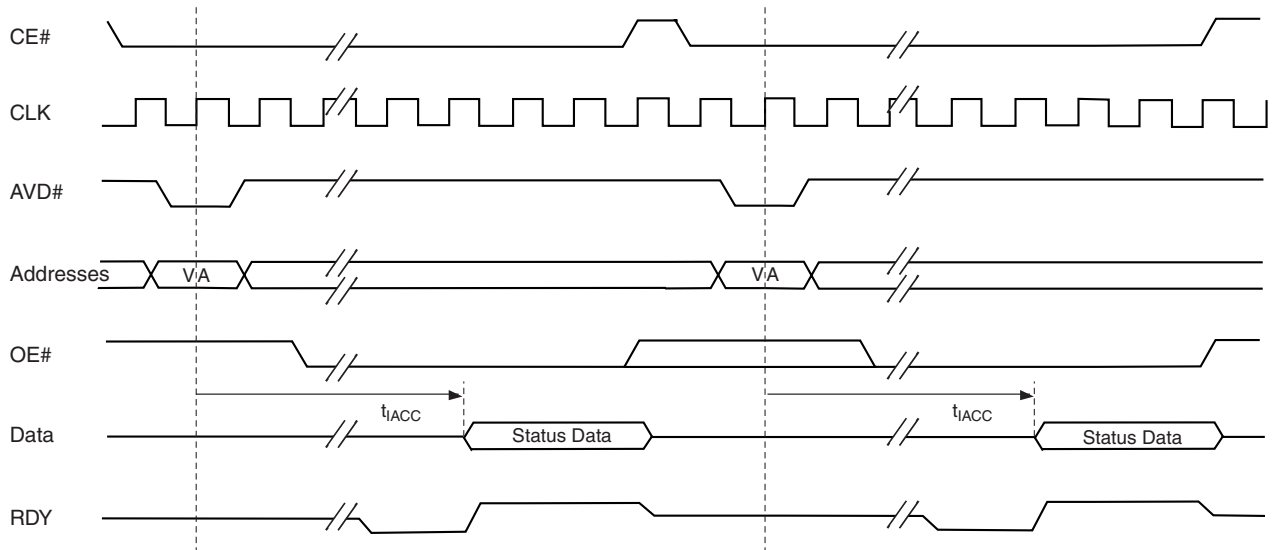 CE#
CLK
AVD#
Addresses
VA
VA
OE#
tIACC
tIACC
Data
Status Data
Status Data
RDY